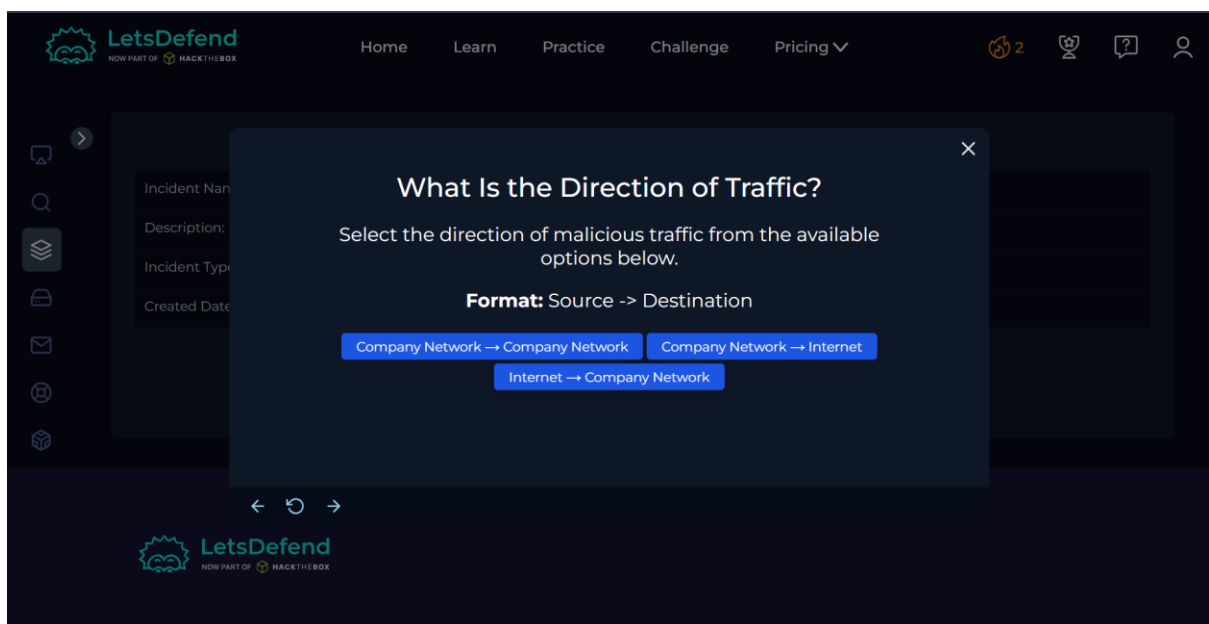 LetsDefend
NOW PART OF HACKTHEBOX
Home Learn Practice Challenge Pricing
2
What Is the Direction of Traffic?
Incident Nan
Select the direction of malicious traffic from the available
Description:
options below.
Incident Typ
Format: Source -> Destination
Created Date
Company Network → Company Network Company Network → Internet
Internet → Company Network
LetsDefend
NOW PART OF HACKTHEBOX